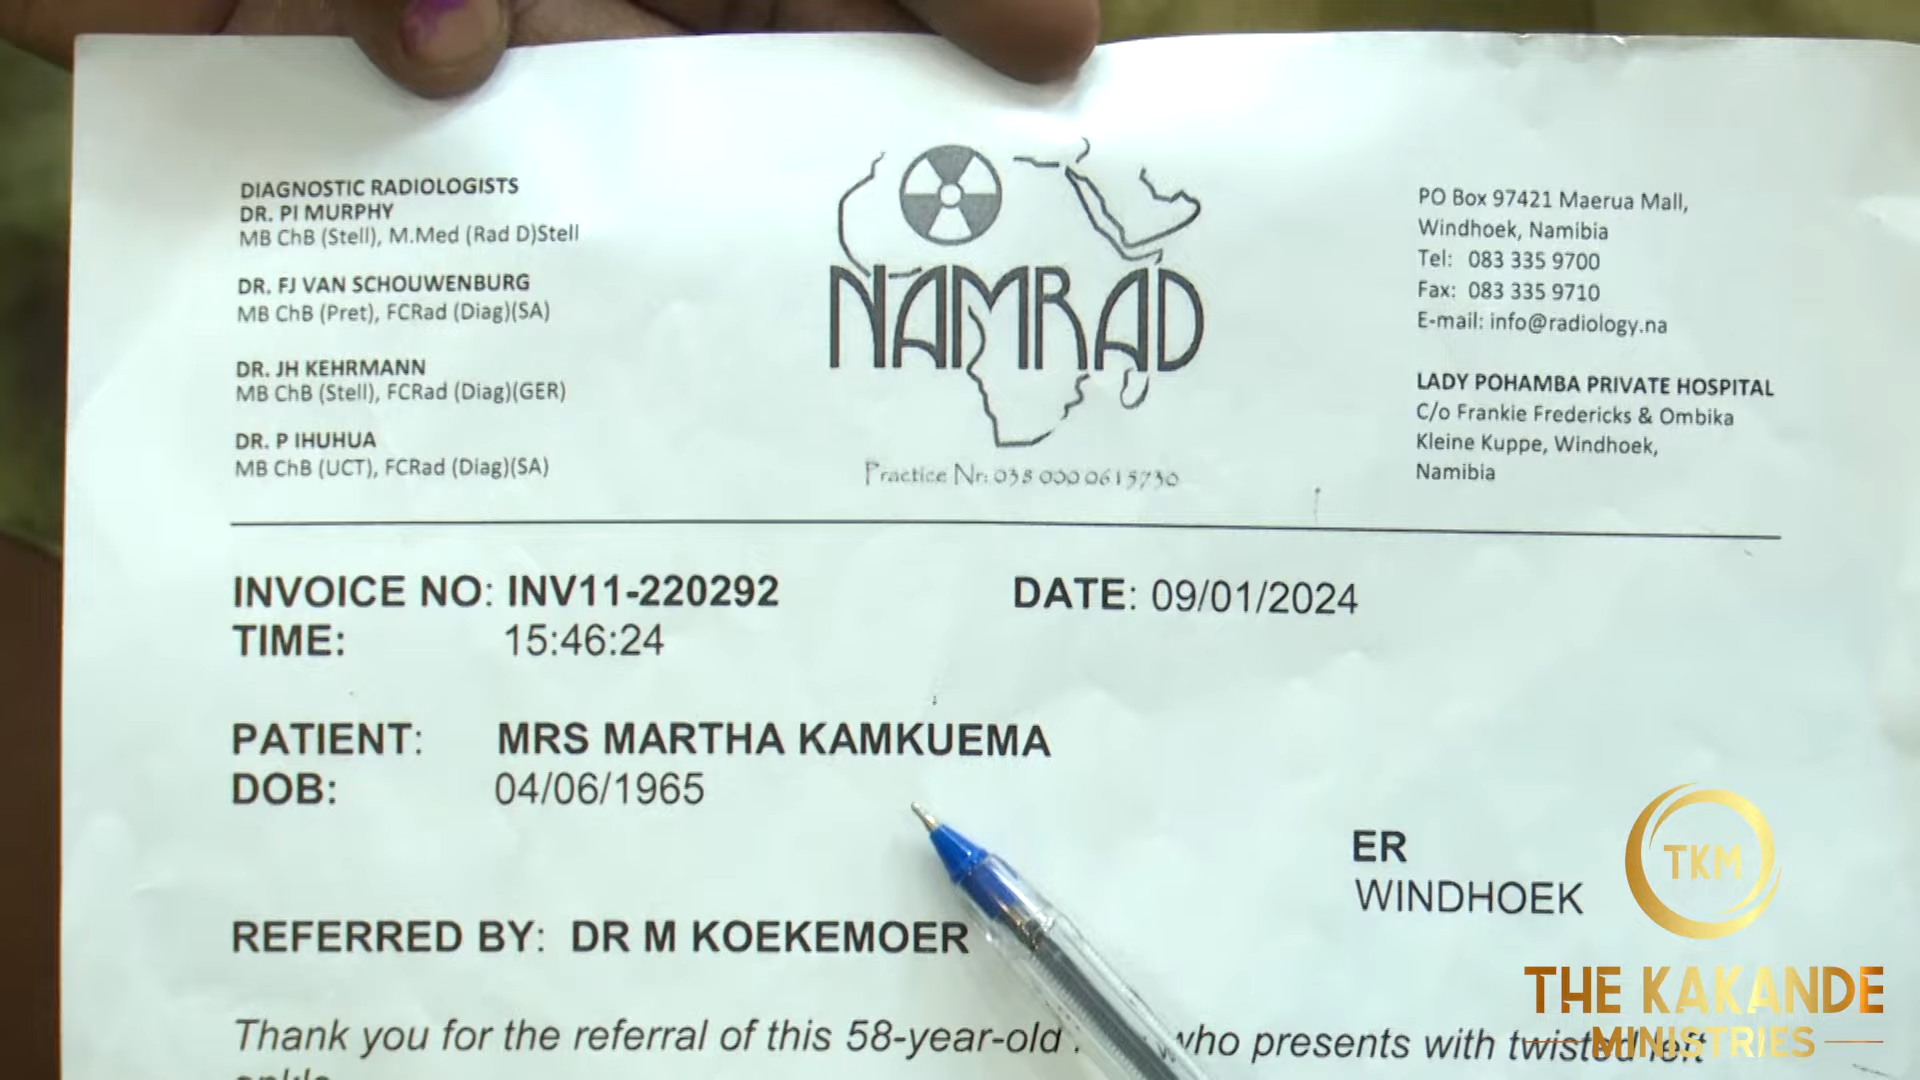 DIAGNOSTIC RADIOLOGISTS
DR. PI MURPHY
MB ChB (Stell), M.Med (Rad D)Stell
DR. FJ VAN SCHOUWENBURG
MB ChB (Pret), FCRad (Diag)(SA)
DR. JH KEHRMANN
MB ChB (Stell), FCRad (Diag)(GER)
DR. P IHUHUA
MB ChB (UCT), FCRad (Diag)(SA)
NAMRAD
Practice Nr: 038 000 0615730
PO Box 97421 Maerua Mall,
Windhoek, Namibia
Tel: 083 335 9700
Fax: 083 335 9710
E-mail: info@radiology.na
LADY POHAMBA PRIVATE HOSPITAL
C/o Frankie Fredericks & Ombika
Kleine Kuppe, Windhoek,
Namibia
INVOICE NO: INV11-220292 DATE: 09/01/2024
TIME: 15:46:24
PATIENT: MRS MARTHA KAMKUEMA
DOB: 04/06/1965
ER
WINDHOEK
REFERRED BY: DR M KOEKEMOER
Thank you for the referral of this 58-year-old who presents with twisted left
ankle
TKM
THE KAKANDE
MINISTRIES